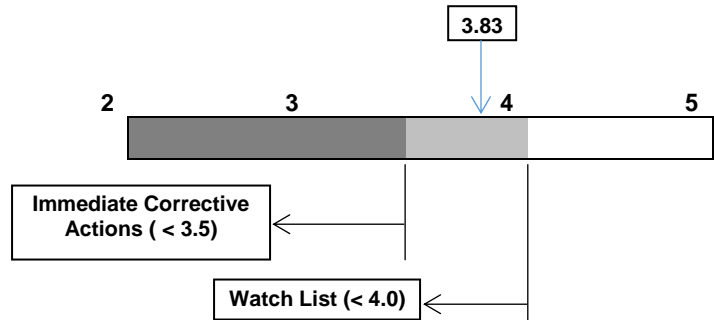 3.83
2 3 4 5
Immediate Corrective
Actions ( < 3.5)
Watch List (< 4.0)